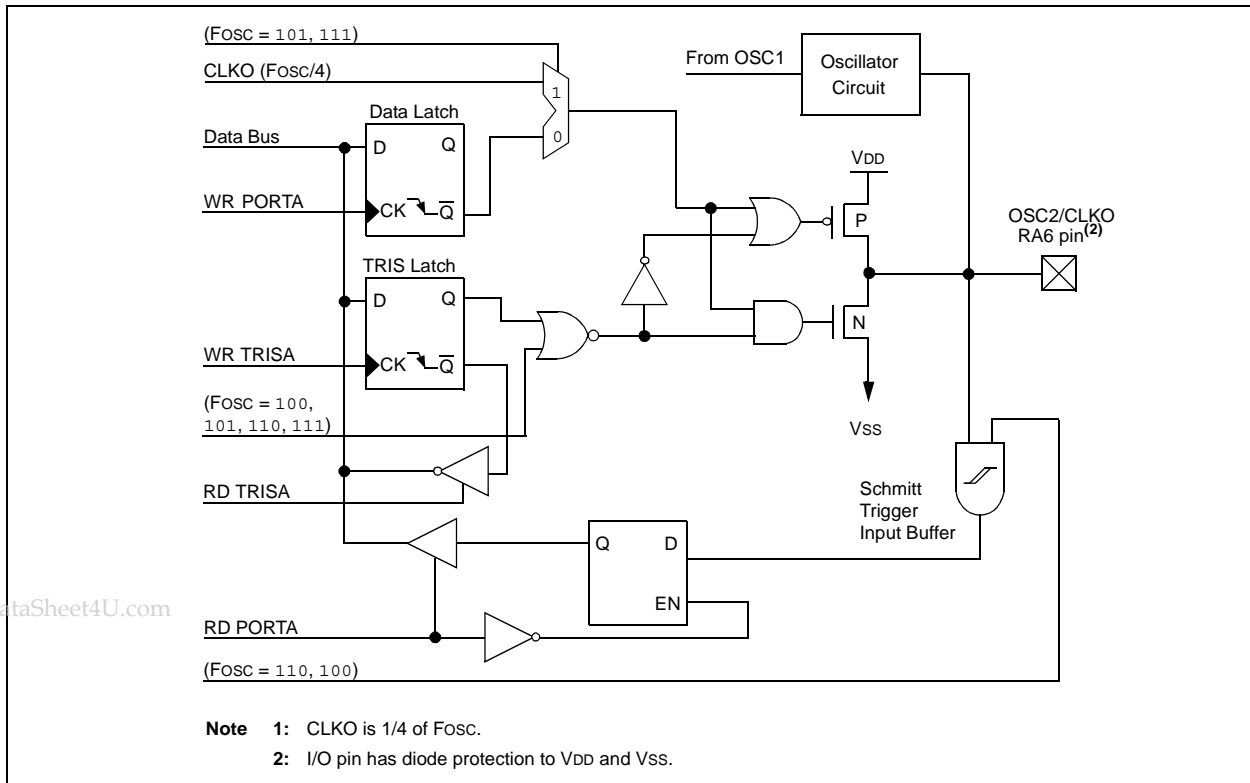 (FOSC = 101, 111)
CLKO (FOSC/4)
From OSC1
Oscillator
Circuit
1
0
Data Latch
Data Bus
D
Q
WR PORTA
CK
Q̅
VDD
P
OSC2/CLKO
RA6 pin(2)
TRIS Latch
D
Q
WR TRISA
CK
Q̅
N
VSS
(FOSC = 100,
101, 110, 111)
RD TRISA
Schmitt
Trigger
Input Buffer
Q
D
EN
ataSheet4U.com
RD PORTA
(FOSC = 110, 100)
Note 1: CLKO is 1/4 of FOSC.
2: I/O pin has diode protection to VDD and VSS.